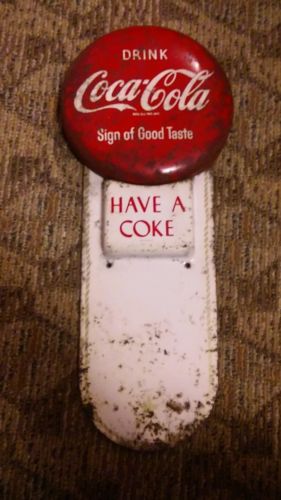 DRINK
Coca-Cola
Sign of Good Taste
HAVE A
COKE